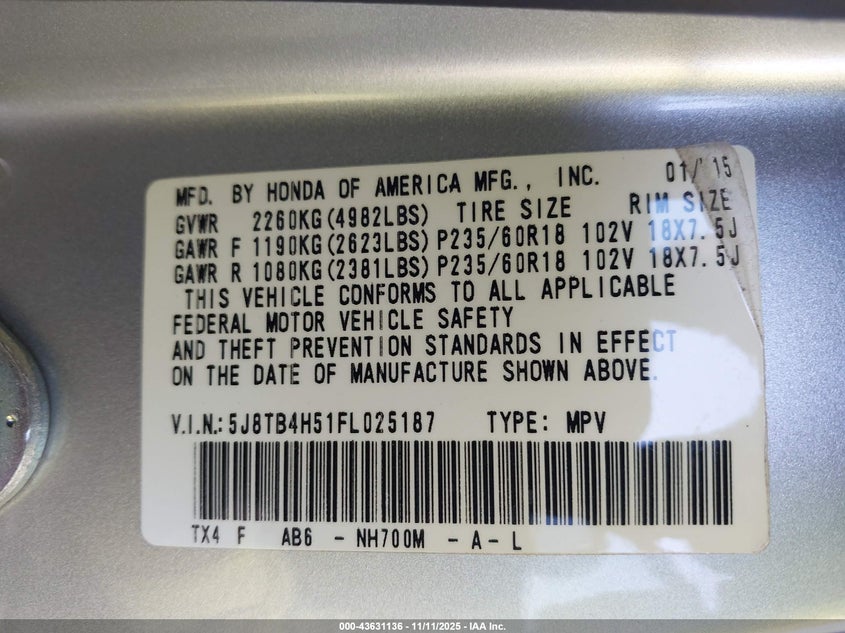 MFD. BY HONDA OF AMERICA MFG., INC. 01/15
GVWR 2260KG(4982LBS) TIRE SIZE RIM SIZE
GAWR F 1190KG(2623LBS) P235/60R18 102V 18X7.5J
GAWR R 1080KG(2381LBS) P235/60R18 102V 18X7.5J
THIS VEHICLE CONFORMS TO ALL APPLICABLE
FEDERAL MOTOR VEHICLE SAFETY
AND THEFT PREVENTION STANDARDS IN EFFECT
ON THE DATE OF MANUFACTURE SHOWN ABOVE.
V.I.N.: 5J8TB4H51FL025187 TYPE: MPV
TX4 F AB6 - NH700M - A - L
000-43631136 - 11/11/2025 - IAA Inc.